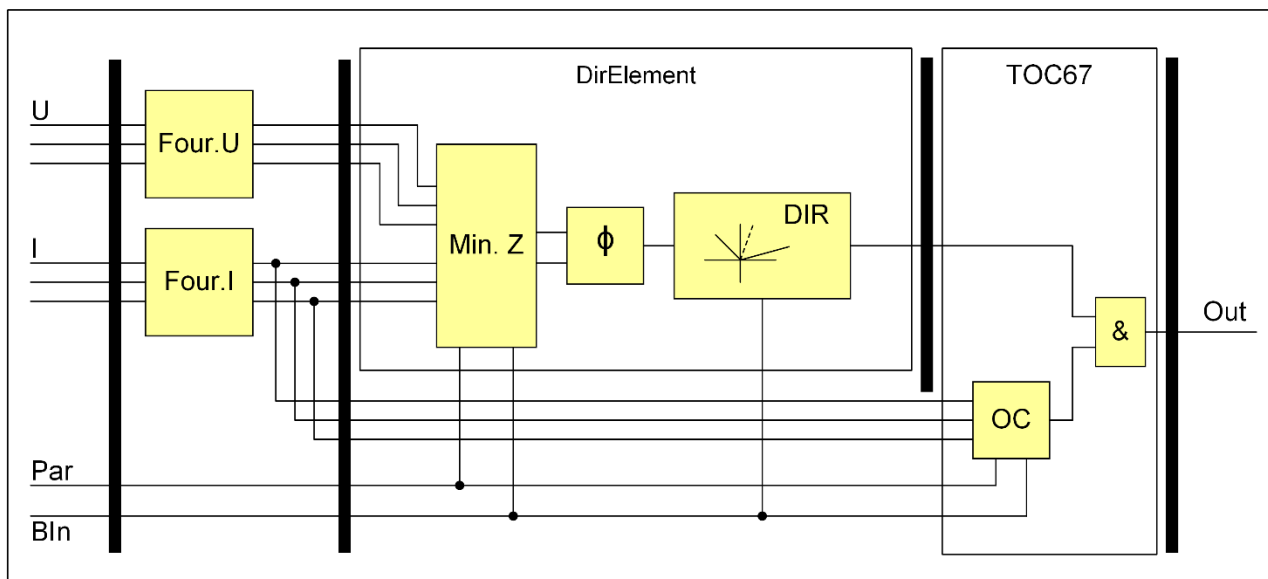 DirElement
TOC67
U
Four.U
DIR
I
Four.I
Min. Z
ϕ
Out
&
OC
Par
BIn